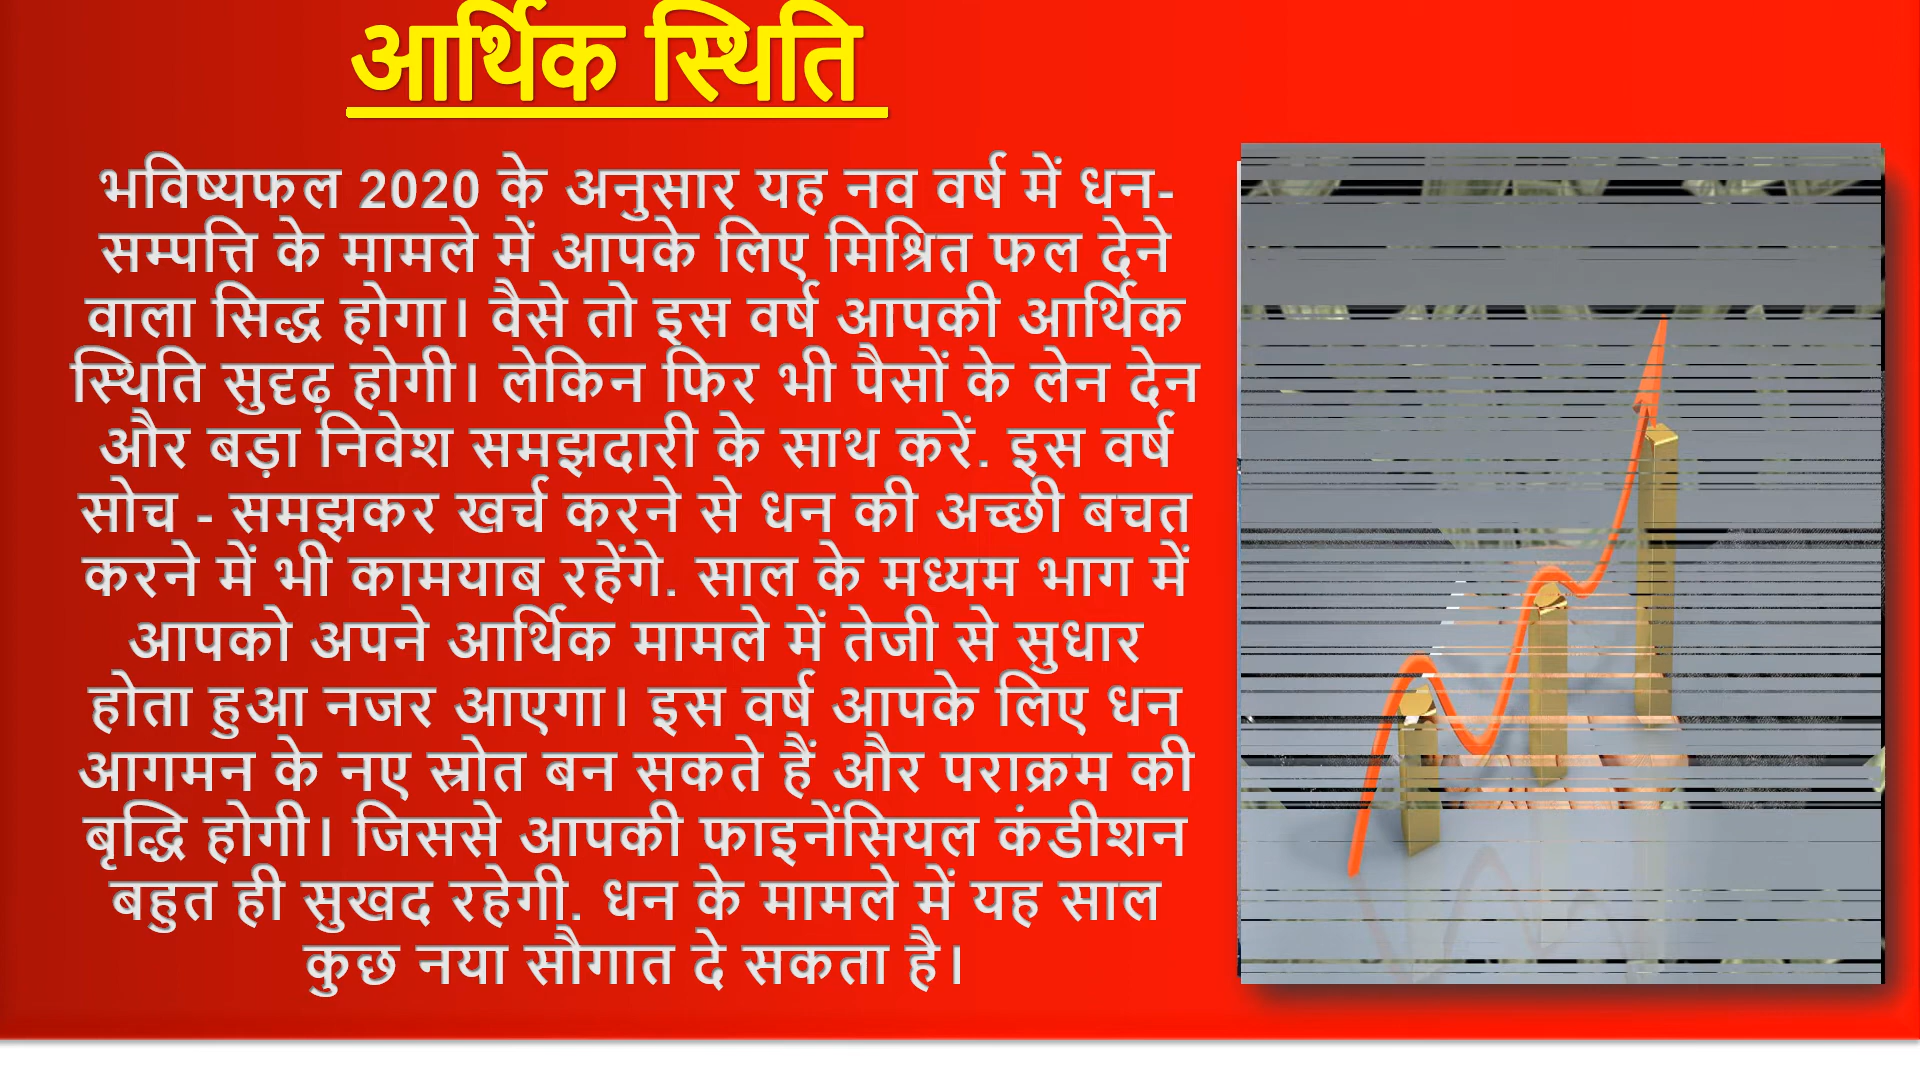 आर्थिक स्थिति
भविष्यफल 2020 के अनुसार यह नव वर्ष में धन-
सम्पत्ति के मामले में आपके लिए मिश्रित फल देने
वाला सिद्ध होगा। वैसे तो इस वर्ष आपकी आर्थिक
स्थिति सुदृढ़ होगी। लेकिन फिर भी पैसों के लेन देन
और बड़ा निवेश समझदारी के साथ करें. इस वर्ष
सोच - समझकर खर्च करने से धन की अच्छी बचत
करने में भी कामयाब रहेंगे. साल के मध्यम भाग में
आपको अपने आर्थिक मामले में तेजी से सुधार
होता हुआ नजर आएगा। इस वर्ष आपके लिए धन
आगमन के नए स्रोत बन सकते हैं और पराक्रम की
बृद्धि होगी। जिससे आपकी फाइनेंसियल कंडीशन
बहुत ही सुखद रहेगी. धन के मामले में यह साल
कुछ नया सौगात दे सकता है।